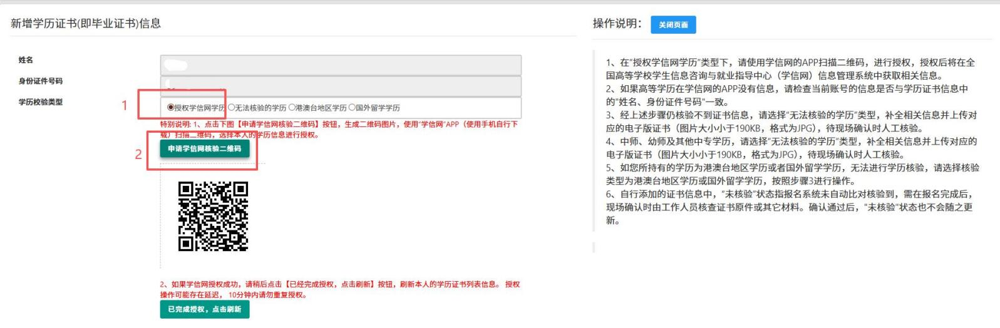 新增学历证书(即毕业证书)信息
姓名
身份证件号码
学历校验类型
1
授权学信网学历 无法核验的学历 港澳台地区学历 国外留学学历
特别说明: 1、点击下图【申请学信网核验二维码】按钮，生成二维码图片，使用“学信网”APP（使用手机自行下
载）扫描二维码，选择本人的学历信息进行授权。
2
申请学信网核验二维码
2、如果学信网授权成功，请稍后点击【已经完成授权，点击刷新】按钮，刷新本人的学历证书列表信息。 授权
操作可能存在延迟， 10分钟内请勿重复授权。
已完成授权，点击刷新
操作说明： 关闭页面
1、在“授权学信网学历”类型下，请使用学信网的APP扫描二维码，进行授权，授权后将在全
国高等学校学生信息咨询与就业指导中心（学信网）信息管理系统中获取相关信息。
2、如果高等学历在学信网的APP没有信息，请检查当前账号的信息是否与学历证书信息中
的"姓名、身份证件号码"一致。
3、经上述步骤仍核验不到证书信息，请选择“无法核验的学历”类型，补全相关信息并上传对
应的电子版证书（图片大小小于190KB，格式为JPG），待现场确认时人工核验。
4、中师、幼师及其他中专学历，请选择“无法核验的学历”类型，补全相关信息并上传对应的
电子版证书（图片大小小于190KB，格式为JPG），待现场确认时人工核验。
5、如您所持有的学历为港澳台地区学历或者国外留学学历，无法进行学历核验，请选择核验
类型为港澳台地区学历或国外留学学历，按照步骤3进行操作。
6、自行添加的证书信息中，“未核验”状态指报名系统未自动比对核验到，需在报名完成后，
现场确认时由工作人员核查证书原件或其它材料。确认通过后，"未核验"状态也不会随之更
新。